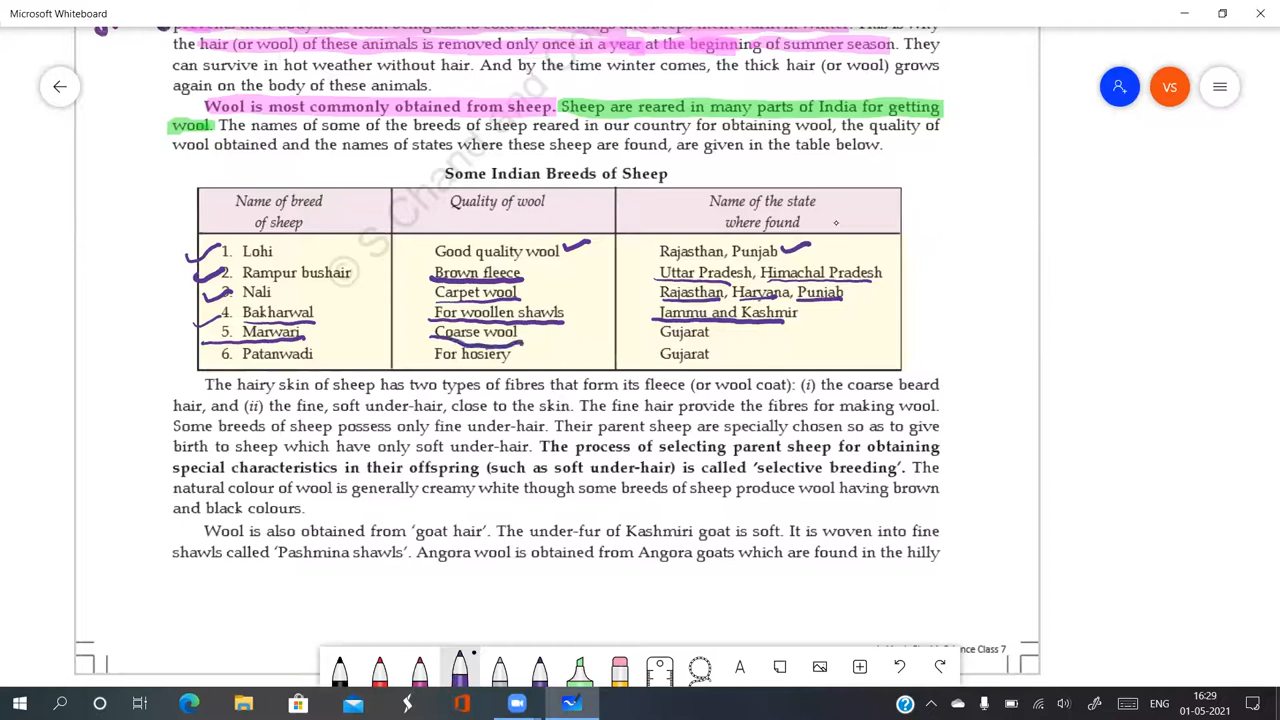 Microsoft Whiteboard
the hair (or wool) of these animals is removed only once in a year at the beginning of summer season. They
can survive in hot weather without hair. And by the time winter comes, the thick hair (or wool) grows
again on the body of these animals.
Wool is most commonly obtained from sheep. Sheep are reared in many parts of India for getting
wool. The names of some of the breeds of sheep reared in our country for obtaining wool, the quality of
wool obtained and the names of states where these sheep are found, are given in the table below.
VS
Some Indian Breeds of Sheep
Name of breed of sheep Quality of wool Name of the state where found
1. Lohi Good quality wool Rajasthan, Punjab
2. Rampur bushair Brown fleece Uttar Pradesh, Himachal Pradesh
3. Nali Carpet wool Rajasthan, Haryana, Punjab
4. Bakharwal For woollen shawls Jammu and Kashmir
5. Marwari Coarse wool Gujarat
6. Patanwadi For hosiery Gujarat
The hairy skin of sheep has two types of fibres that form its fleece (or wool coat): (i) the coarse beard
hair, and (ii) the fine, soft under-hair, close to the skin. The fine hair provide the fibres for making wool.
Some breeds of sheep possess only fine under-hair. Their parent sheep are specially chosen so as to give
birth to sheep which have only soft under-hair. The process of selecting parent sheep for obtaining
special characteristics in their offspring (such as soft under-hair) is called ‘selective breeding’. The
natural colour of wool is generally creamy white though some breeds of sheep produce wool having brown
and black colours.
Wool is also obtained from ‘goat hair’. The under-fur of Kashmiri goat is soft. It is woven into fine
shawls called ‘Pashmina shawls’. Angora wool is obtained from Angora goats which are found in the hilly
Class 7
A
ENG
16:29
01-05-2021